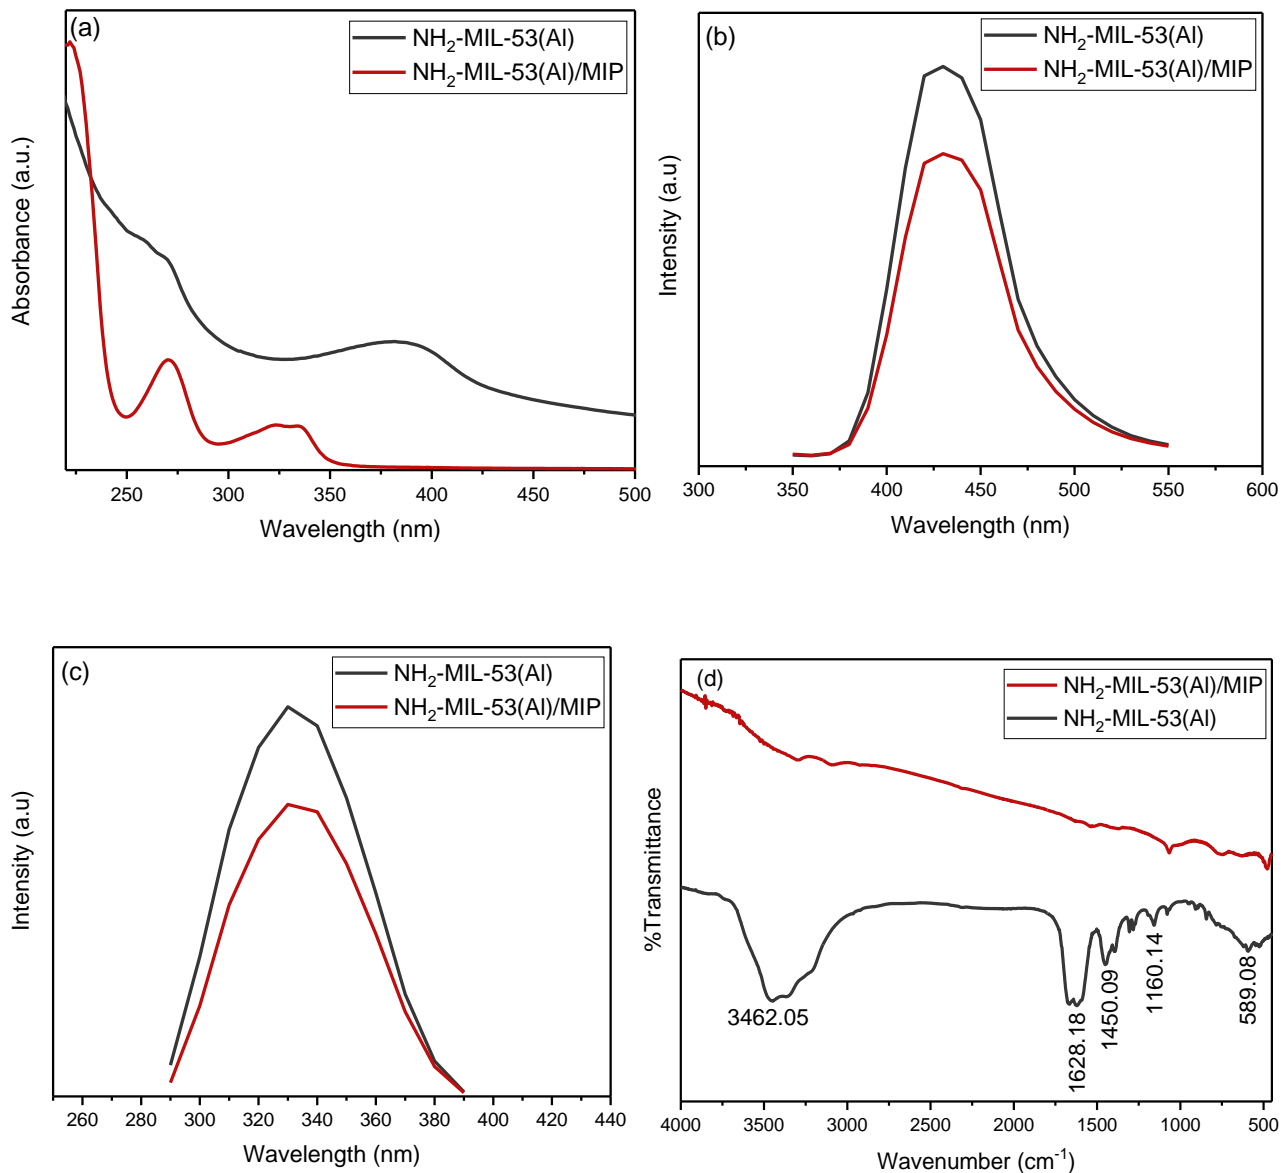 (a)
NH₂-MIL-53(Al)
NH₂-MIL-53(Al)/MIP
Absorbance (a.u.)
250 300 350 400 450 500
Wavelength (nm)
(b)
NH₂-MIL-53(Al)
NH₂-MIL-53(Al)/MIP
Intensity (a.u)
300 350 400 450 500 550 600
Wavelength (nm)
(c)
NH₂-MIL-53(Al)
NH₂-MIL-53(Al)/MIP
Intensity (a.u)
260 280 300 320 340 360 380 400 420 440
Wavelength (nm)
(d)
NH₂-MIL-53(Al)/MIP
NH₂-MIL-53(Al)
%Transmittance
3462.05
1628.18
1450.09
1160.14
589.08
4000 3500 3000 2500 2000 1500 1000 500
Wavenumber (cm⁻¹)